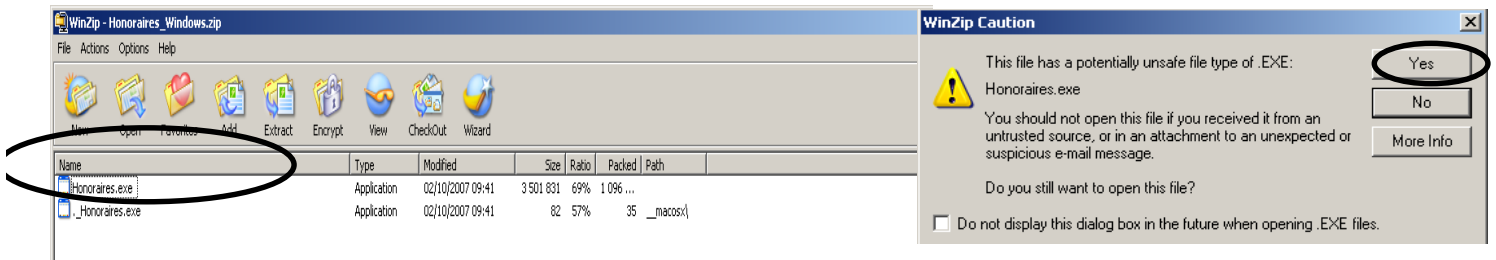 WinZip - Honoraires_Windows.zip
File Actions Options Help
New Open Favorites Add Extract Encrypt View CheckOut Wizard
Name Type Modified Size Ratio Packed Path
Honoraires.exe Application 02/10/2007 09:41 3 501 831 69% 1 096 ...
._Honoraires.exe Application 02/10/2007 09:41 82 57% 35 __macosx\
WinZip Caution
This file has a potentially unsafe file type of .EXE:
Honoraires.exe
You should not open this file if you received it from an
untrusted source, or in an attachment to an unexpected or
suspicious e-mail message.
Do you still want to open this file?
Do not display this dialog box in the future when opening .EXE files.
Yes
No
More Info